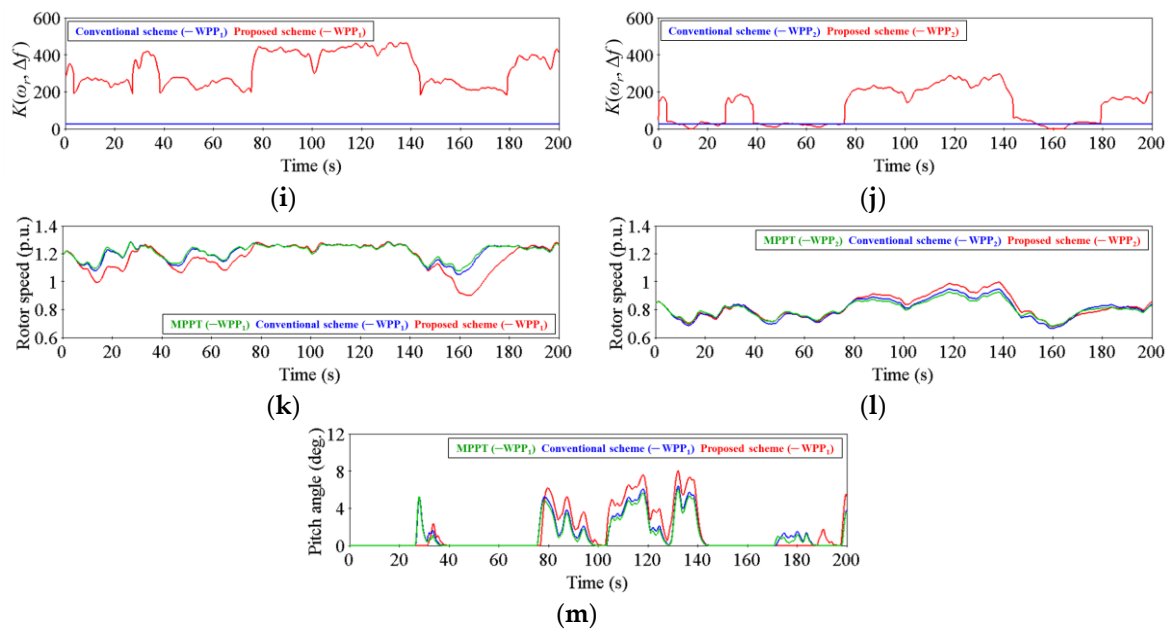 Conventional scheme (—WPP1) Proposed scheme (—WPP1)
K(ωr, Δf)
600
400
200
0
0 20 40 60 80 100 120 140 160 180 200
Time (s)
(i)
Conventional scheme (—WPP2) Proposed scheme (—WPP2)
K(ωr, Δf)
600
400
200
0
0 20 40 60 80 100 120 140 160 180 200
Time (s)
(j)
Rotor speed (p.u.)
1.4
1.2
1
0.8
0.6
MPPT (—WPP1) Conventional scheme (—WPP1) Proposed scheme (—WPP1)
0 20 40 60 80 100 120 140 160 180 200
Time (s)
(k)
MPPT (—WPP2) Conventional scheme (—WPP2) Proposed scheme (—WPP2)
Rotor speed (p.u.)
1.4
1.2
1
0.8
0.6
0 20 40 60 80 100 120 140 160 180 200
Time (s)
(l)
MPPT (—WPP1) Conventional scheme (—WPP1) Proposed scheme (—WPP1)
Pitch angle (deg.)
12
8
4
0
0 20 40 60 80 100 120 140 160 180 200
Time (s)
(m)